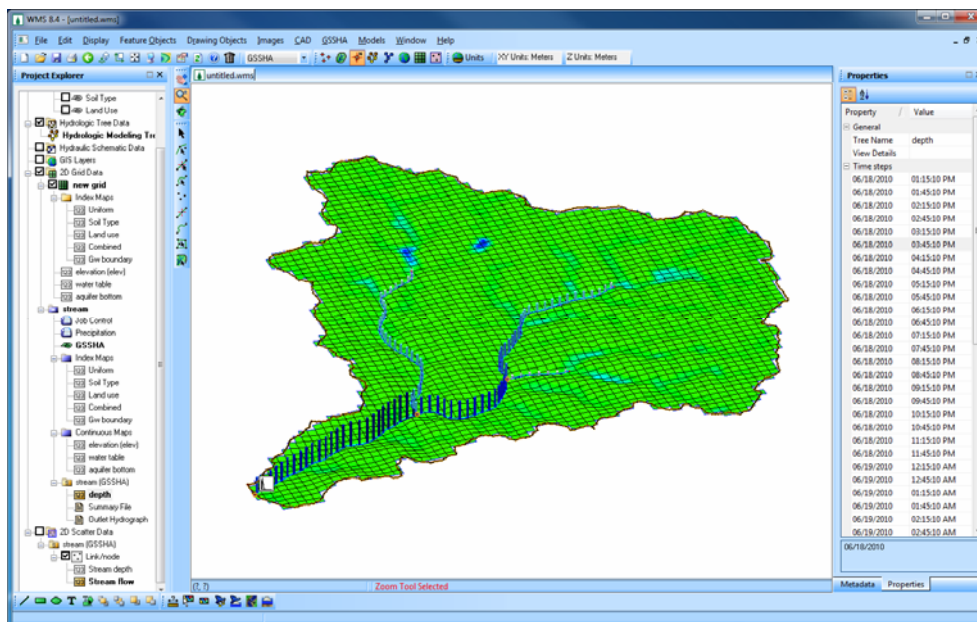 WMS 8.4 - [untitled.wms]
File Edit Display Feature Objects Drawing Objects Images CAD GSSHA Models Window Help
GSSHA Units XY Units: Meters Z Units: Meters
Project Explorer
untitled.wms
Soil Type
Land Use
Hydrologic Tree Data
Hydrologic Modeling Tre
Hydraulic Schematic Data
GIS Layers
2D Grid Data
new grid
Index Maps
Uniform
Soil Type
Land use
Combined
Gw boundary
elevation (elev)
water table
aquifer bottom
stream
Job Control
Precipitation
GSSHA
Index Maps
Uniform
Soil Type
Land use
Combined
Gw boundary
Continuous Maps
elevation (elev)
water table
aquifer bottom
stream (GSSHA)
depth
Summary File
Outlet Hydrograph
2D Scatter Data
stream (GSSHA)
Link/node
Stream depth
Stream flow
(?, ?) Zoom Tool Selected
Properties
Property / Value
General
Tree Name depth
View Details
Time steps
06/18/2010 01:15:10 PM
06/18/2010 01:45:10 PM
06/18/2010 02:15:10 PM
06/18/2010 02:45:10 PM
06/18/2010 03:15:10 PM
06/18/2010 03:45:10 PM
06/18/2010 04:15:10 PM
06/18/2010 04:45:10 PM
06/18/2010 05:15:10 PM
06/18/2010 05:45:10 PM
06/18/2010 06:15:10 PM
06/18/2010 06:45:10 PM
06/18/2010 07:15:10 PM
06/18/2010 07:45:10 PM
06/18/2010 08:15:10 PM
06/18/2010 08:45:10 PM
06/18/2010 09:15:10 PM
06/18/2010 09:45:10 PM
06/18/2010 10:15:10 PM
06/18/2010 10:45:10 PM
06/18/2010 11:15:10 PM
06/18/2010 11:45:10 PM
06/19/2010 12:15:10 AM
06/19/2010 12:45:10 AM
06/19/2010 01:15:10 AM
06/19/2010 01:45:10 AM
06/19/2010 02:15:10 AM
06/19/2010 02:45:10 AM
06/18/2010
Metadata Properties